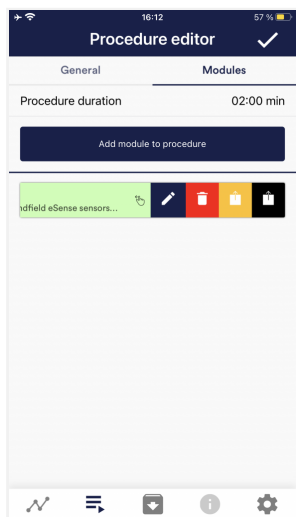 16:12
57 %
Procedure editor
General
Modules
Procedure duration
02:00 min
Add module to procedure
ndfield eSense sensors...